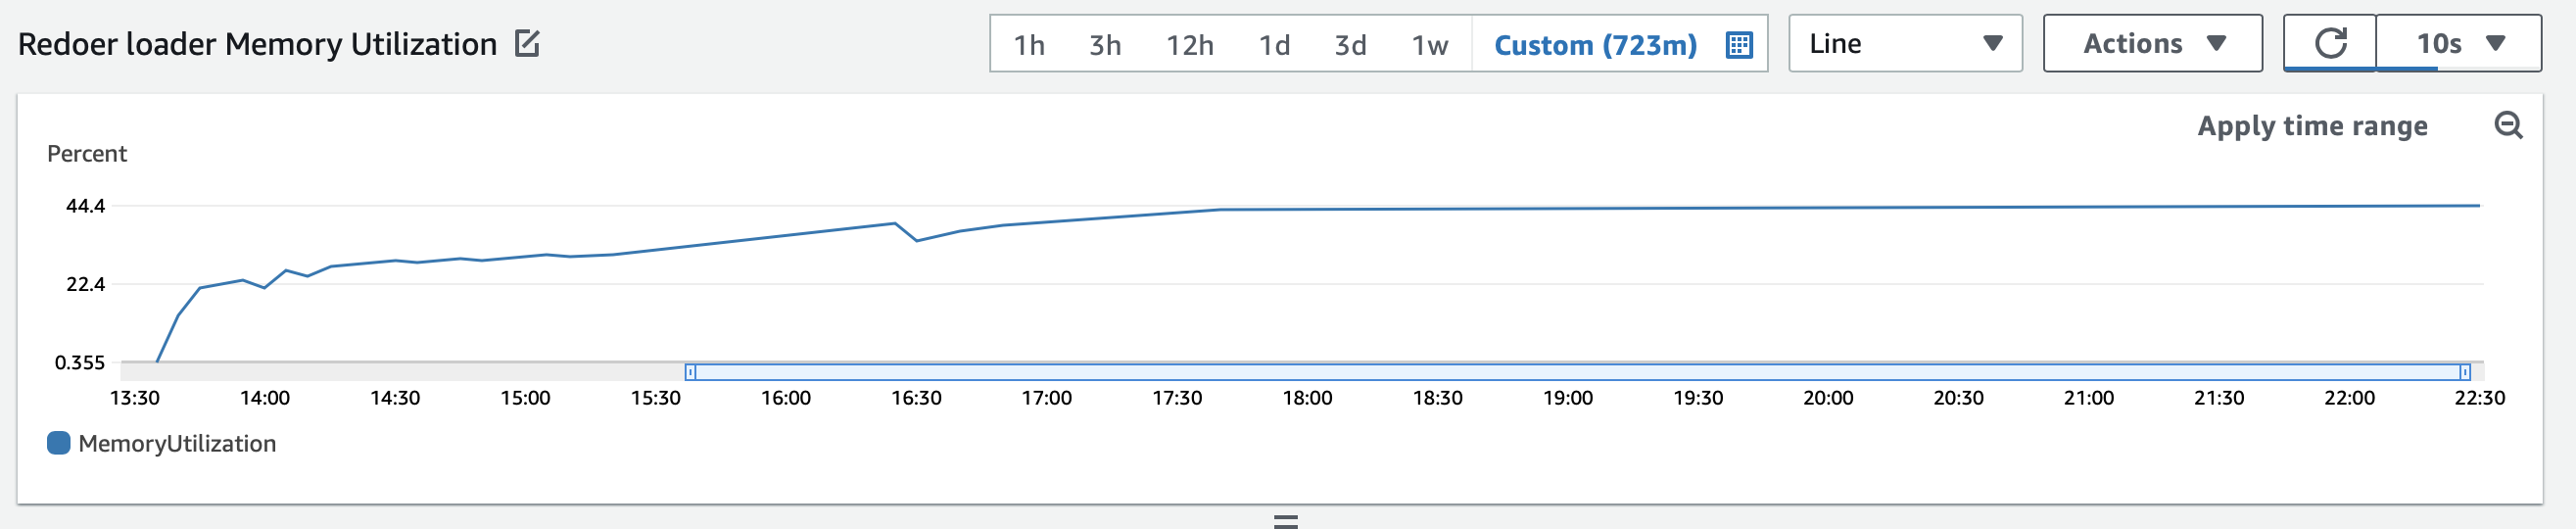 Redoer loader Memory Utilization
1h 3h 12h 1d 3d 1w Custom (723m)
Line
Actions
10s
Apply time range
Percent
44.4
22.4
0.355
13:30 14:00 14:30 15:00 15:30 16:00 16:30 17:00 17:30 18:00 18:30 19:00 19:30 20:00 20:30 21:00 21:30 22:00 22:30
MemoryUtilization